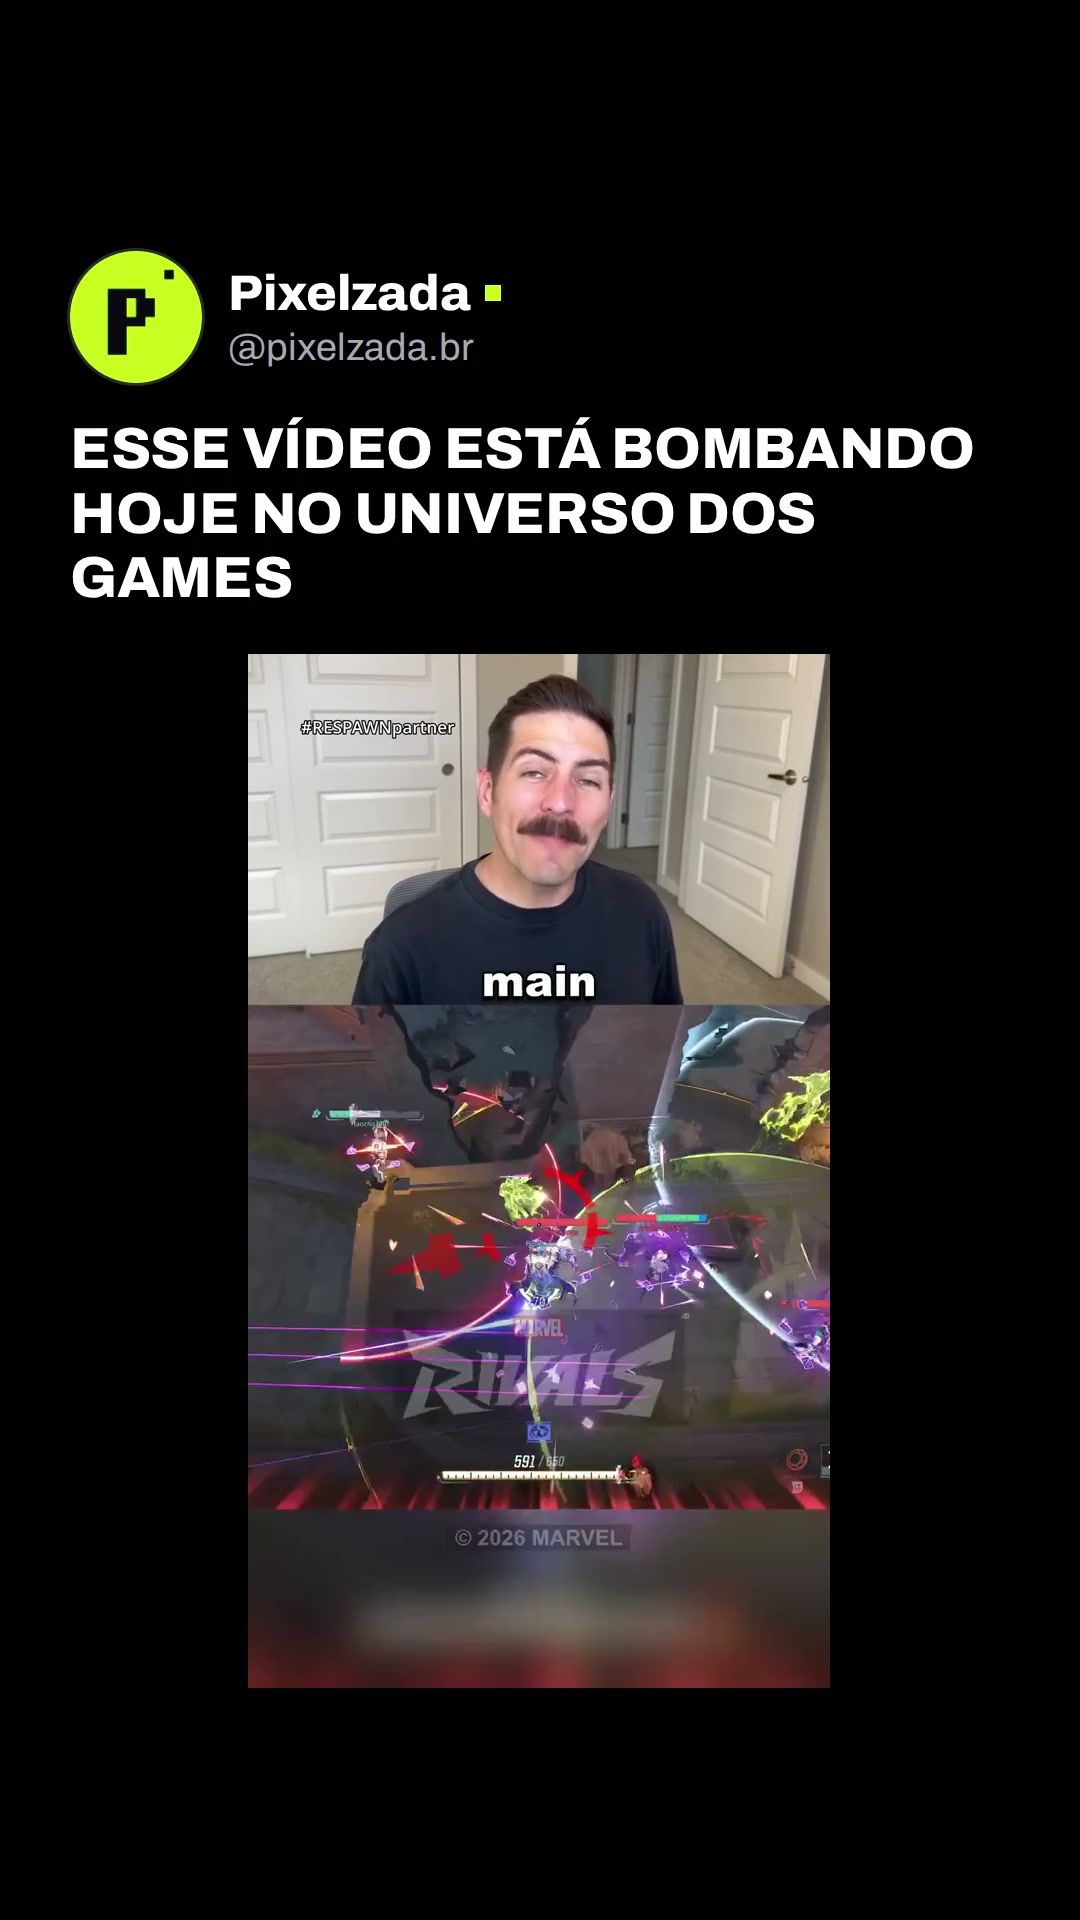 Pixelzada
@pixelzada.br
ESSE VÍDEO ESTÁ BOMBANDO
HOJE NO UNIVERSO DOS
GAMES
#RESPAWNpartner
main
MARVEL
RIVALS
591 / 650
© 2026 MARVEL